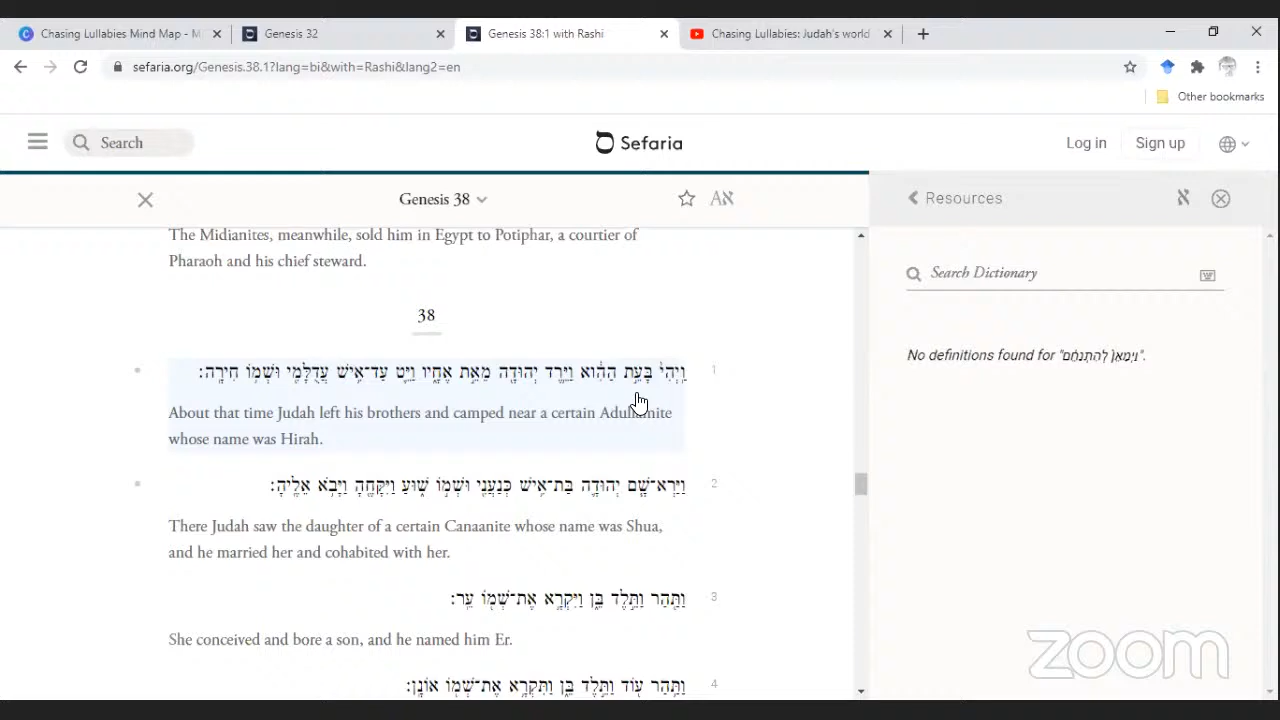 Chasing Lullabies Mind Map - M
Genesis 32
Genesis 38:1 with Rashi
Chasing Lullabies: Judah's world
sefaria.org/Genesis.38.1?lang=bi&with=Rashi&lang2=en
Other bookmarks
Search
Sefaria
Log in
Sign up
Genesis 38
Aא
Resources
א
The Midianites, meanwhile, sold him in Egypt to Potiphar, a courtier of
Pharaoh and his chief steward.
Search Dictionary
No definitions found for "וַיְמָאֵן֙ לְהִתְנַחֵ֔ם".
38
1
וַֽיְהִי֙ בָּעֵ֣ת הַהִ֔וא וַיֵּ֥רֶד יְהוּדָ֖ה מֵאֵ֣ת אֶחָ֑יו וַיֵּ֛ט עַד־אִ֥ישׁ עֲדֻלָּמִ֖י וּשְׁמ֥וֹ חִירָֽה׃
About that time Judah left his brothers and camped near a certain Adullamite
whose name was Hirah.
2
וַיַּרְא־שָׁ֧ם יְהוּדָ֛ה בַּת־אִ֥ישׁ כְּנַעֲנִ֖י וּשְׁמ֣וֹ שׁ֑וּעַ וַיִּקָּחֶ֖הָ וַיָּבֹ֥א אֵלֶֽיהָ׃
There Judah saw the daughter of a certain Canaanite whose name was Shua,
and he married her and cohabited with her.
3
וַתַּ֖הַר וַתֵּ֣לֶד בֵּ֑ן וַיִּקְרָ֥א אֶת־שְׁמ֖וֹ עֵֽר׃
She conceived and bore a son, and he named him Er.
4
וַתַּ֥הַר ע֖וֹד וַתֵּ֣לֶד בֵּ֑ן וַתִּקְרָ֥א אֶת־שְׁמ֖וֹ אוֹנָֽן׃
zoom